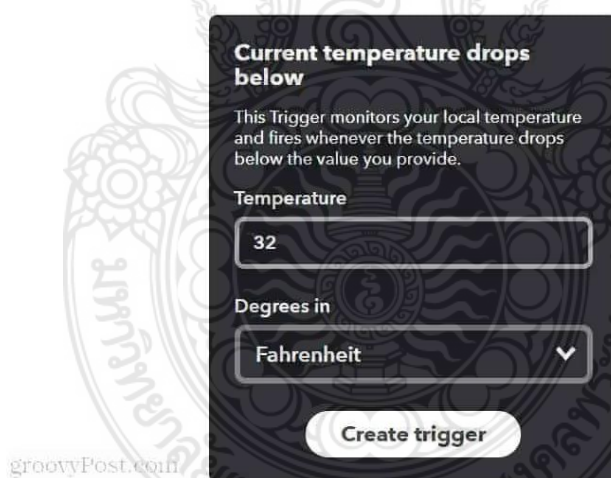 Current temperature drops
below
This Trigger monitors your local temperature
and fires whenever the temperature drops
below the value you provide.
Temperature
32
Degrees in
Fahrenheit
Create trigger
groovyPost.com